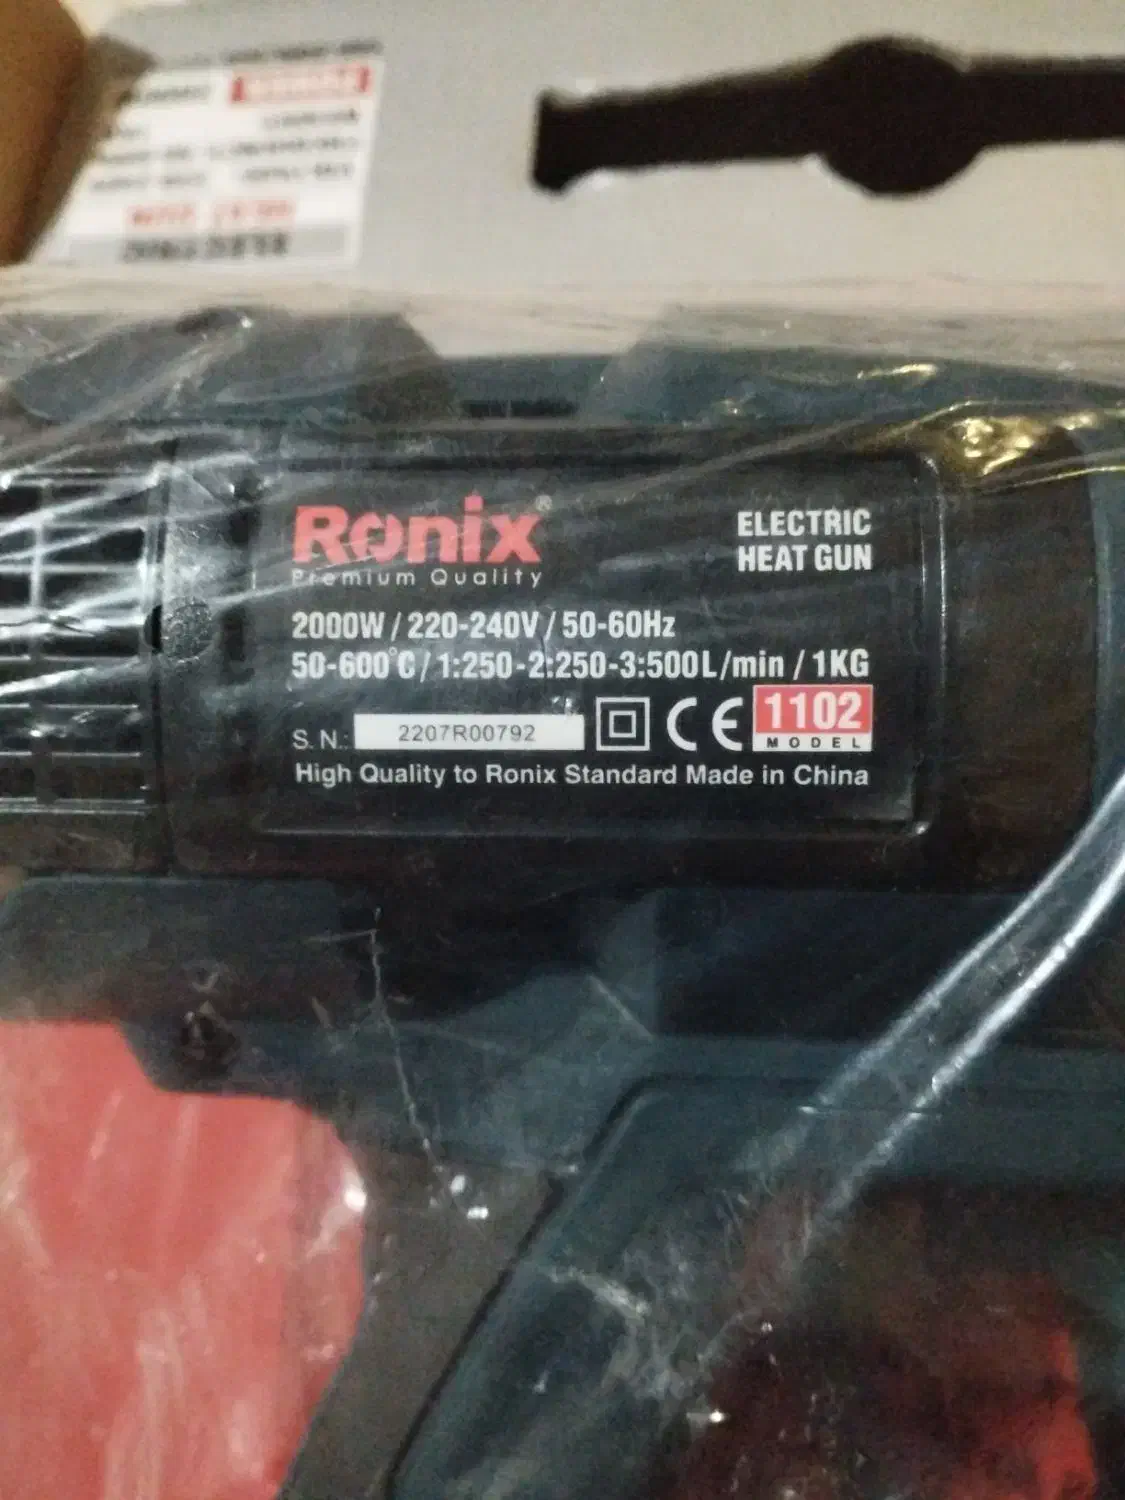 Ronix®
Premium Quality
ELECTRIC
HEAT GUN
2000W / 220-240V / 50-60Hz
50-600°C / 1:250-2:250-3:500L/min / 1KG
S. N.: 2207R00792
CE
1102
MODEL
High Quality to Ronix Standard Made in China